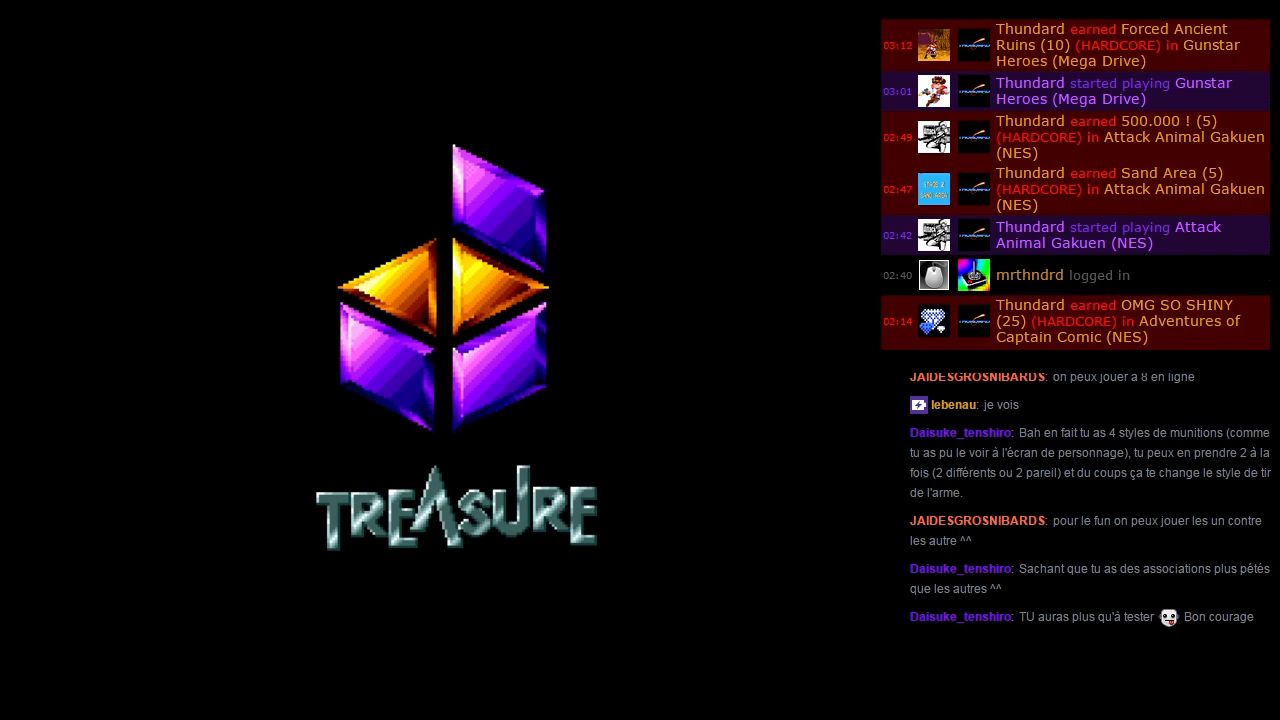 TREASURE
03:12 Thundard earned Forced Ancient
Ruins (10) (HARDCORE) in Gunstar
Heroes (Mega Drive)
03:01 Thundard started playing Gunstar
Heroes (Mega Drive)
02:49 Thundard earned 500.000 ! (5)
(HARDCORE) in Attack Animal Gakuen
(NES)
02:47 Thundard earned Sand Area (5)
(HARDCORE) in Attack Animal Gakuen
(NES)
02:42 Thundard started playing Attack
Animal Gakuen (NES)
02:40 mrthndrd logged in
02:14 Thundard earned OMG SO SHINY
(25) (HARDCORE) in Adventures of
Captain Comic (NES)
JAIDESGROSNIBARDS: on peux jouer a 8 en ligne
lebenau: je vois
Daisuke_tenshiro: Bah en fait tu as 4 styles de munitions (comme
tu as pu le voir à l'écran de personnage), tu peux en prendre 2 à la
fois (2 différents ou 2 pareil) et du coups ça te change le style de tir
de l'arme.
JAIDESGROSNIBARDS: pour le fun on peux jouer les un contre
les autre ^^
Daisuke_tenshiro: Sachant que tu as des associations plus pétés
que les autres ^^
Daisuke_tenshiro: TU auras plus qu'à tester Bon courage